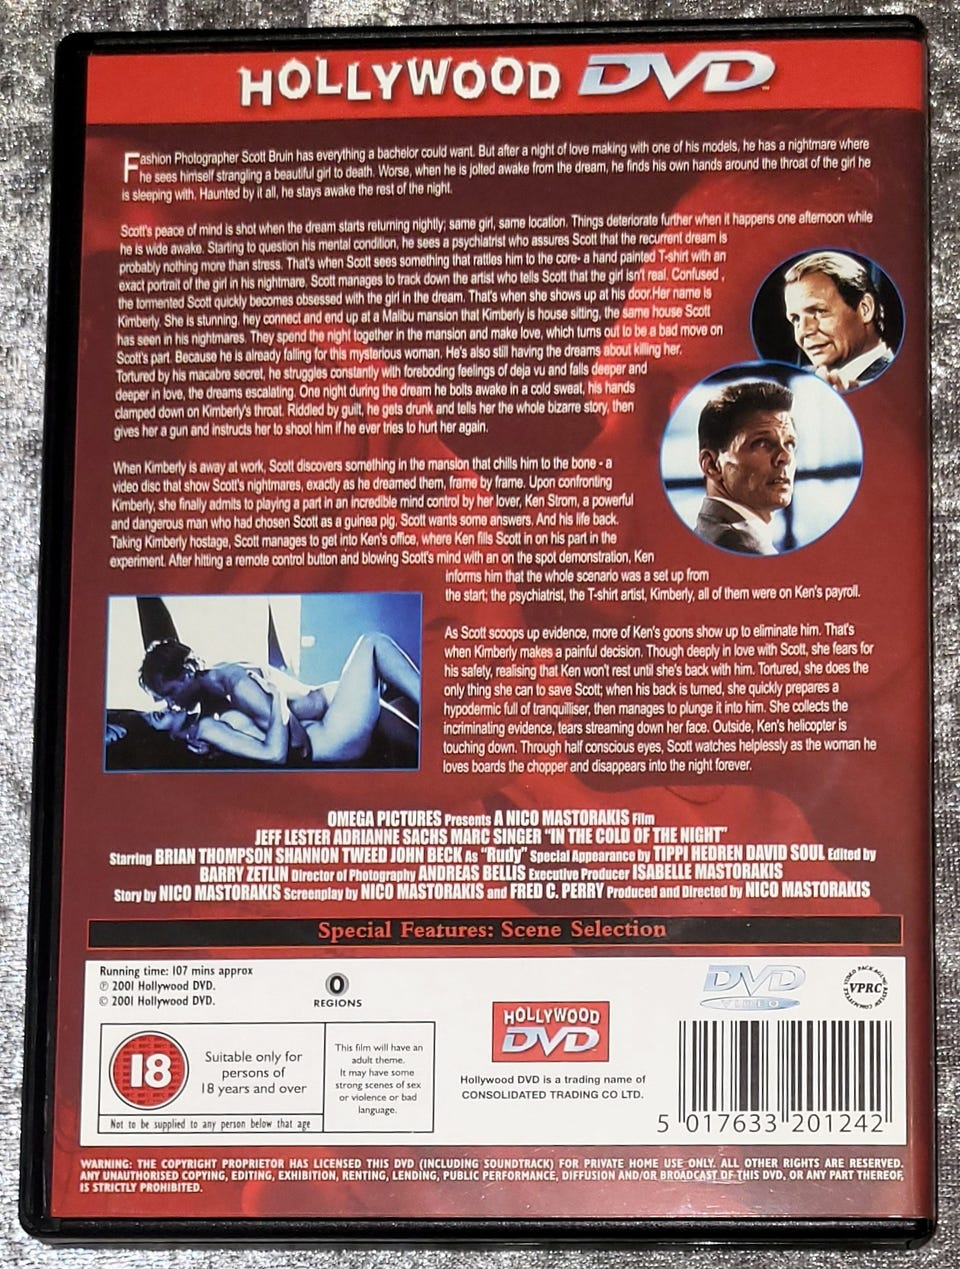 HOLLYWOOD DVD
Fashion Photographer Scott Bruin has everything a bachelor could want. But after a night of love making with one of his models, he has a nightmare where
he sees himself strangling a beautiful girl to death. Worse, when he is jolted awake from the dream, he finds his own hands around the throat of the girl he
is sleeping with. Haunted by it all, he stays awake the rest of the night.
Scott's peace of mind is shot when the dream starts returning nightly; same girl, same location. Things deteriorate further when it happens one afternoon while
he is wide awake. Starting to question his mental condition, he sees a psychiatrist who assures Scott that the recurrent dream is
probably nothing more than stress. That's when Scott sees something that rattles him to the core- a hand painted T-shirt with an
exact portrait of the girl in his nightmare. Scott manages to track down the artist who tells Scott that the girl isn't real. Confused ,
the tormented Scott quickly becomes obsessed with the girl in the dream. That's when she shows up at his door.Her name is
Kimberly. She is stunning, hey connect and end up at a Malibu mansion that Kimberly is house sitting, the same house Scott
has seen in his nightmares. They spend the night together in the mansion and make love, which turns out to be a bad move on
Scott's part. Because he is already falling for this mysterious woman. He's also still having the dreams about killing her.
Tortured by his macabre secret, he struggles constantly with foreboding feelings of deja vu and falls deeper and
deeper in love, the dreams escalating. One night during the dream he bolts awake in a cold sweat, his hands
clamped down on Kimberly's throat. Riddled by guilt, he gets drunk and tells her the whole bizarre story, then
gives her a gun and instructs her to shoot him if he ever tries to hurt her again.
When Kimberly is away at work, Scott discovers something in the mansion that chills him to the bone - a
video disc that show Scott's nightmares, exactly as he dreamed them, frame by frame. Upon confronting
Kimberly, she finally admits to playing a part in an incredible mind control by her lover, Ken Strom, a powerful
and dangerous man who had chosen Scott as a guinea pig. Scott wants some answers. And his life back.
Taking Kimberly hostage, Scott manages to get into Ken's office, where Ken fills Scott in on his part in the
experiment. After hitting a remote control button and blowing Scott's mind with an on the spot demonstration, Ken
informs him that the whole scenario was a set up from
the start; the psychiatrist, the T-shirt artist, Kimberly, all of them were on Ken's payroll.
As Scott scoops up evidence, more of Ken's goons show up to eliminate him. That's
when Kimberly makes a painful decision. Though deeply in love with Scott, she fears for
his safety, realising that Ken won't rest until she's back with him. Tortured, she does the
only thing she can to save Scott; when his back is turned, she quickly prepares a
hypodermic full of tranquilliser, then manages to plunge it into him. She collects the
incriminating evidence, tears streaming down her face. Outside, Ken's helicopter is
touching down. Through half conscious eyes, Scott watches helplessly as the woman he
loves boards the chopper and disappears into the night forever.
OMEGA PICTURES Presents A NICO MASTORAKIS Film
JEFF LESTER ADRIANNE SACHS MARC SINGER "IN THE COLD OF THE NIGHT"
Starring BRIAN THOMPSON SHANNON TWEED JOHN BECK As "Rudy" Special Appearance by TIPPI HEDREN DAVID SOUL Edited by
BARRY ZETLIN Director of Photography ANDREAS BELLIS Executive Producer ISABELLE MASTORAKIS
Story by NICO MASTORAKIS Screenplay by NICO MASTORAKIS and FRED C. PERRY Produced and Directed by NICO MASTORAKIS
Special Features: Scene Selection
Running time: 107 mins approx
℗ 2001 Hollywood DVD.
© 2001 Hollywood DVD.
0
REGIONS
DVD
VIDEO
VIDEO PACKAGING REVIEW COMMITTEE
VPRC
18
Suitable only for
persons of
18 years and over
Not to be supplied to any person below that age
This film will have an
adult theme.
It may have some
strong scenes of sex
or violence or bad
language.
HOLLYWOOD
DVD
Hollywood DVD is a trading name of
CONSOLIDATED TRADING CO LTD.
5 017633 201242
WARNING: THE COPYRIGHT PROPRIETOR HAS LICENSED THIS DVD (INCLUDING SOUNDTRACK) FOR PRIVATE HOME USE ONLY. ALL OTHER RIGHTS ARE RESERVED.
ANY UNAUTHORISED COPYING, EDITING, EXHIBITION, RENTING, LENDING, PUBLIC PERFORMANCE, DIFFUSION AND/OR BROADCAST OF THIS DVD, OR ANY PART THEREOF,
IS STRICTLY PROHIBITED.